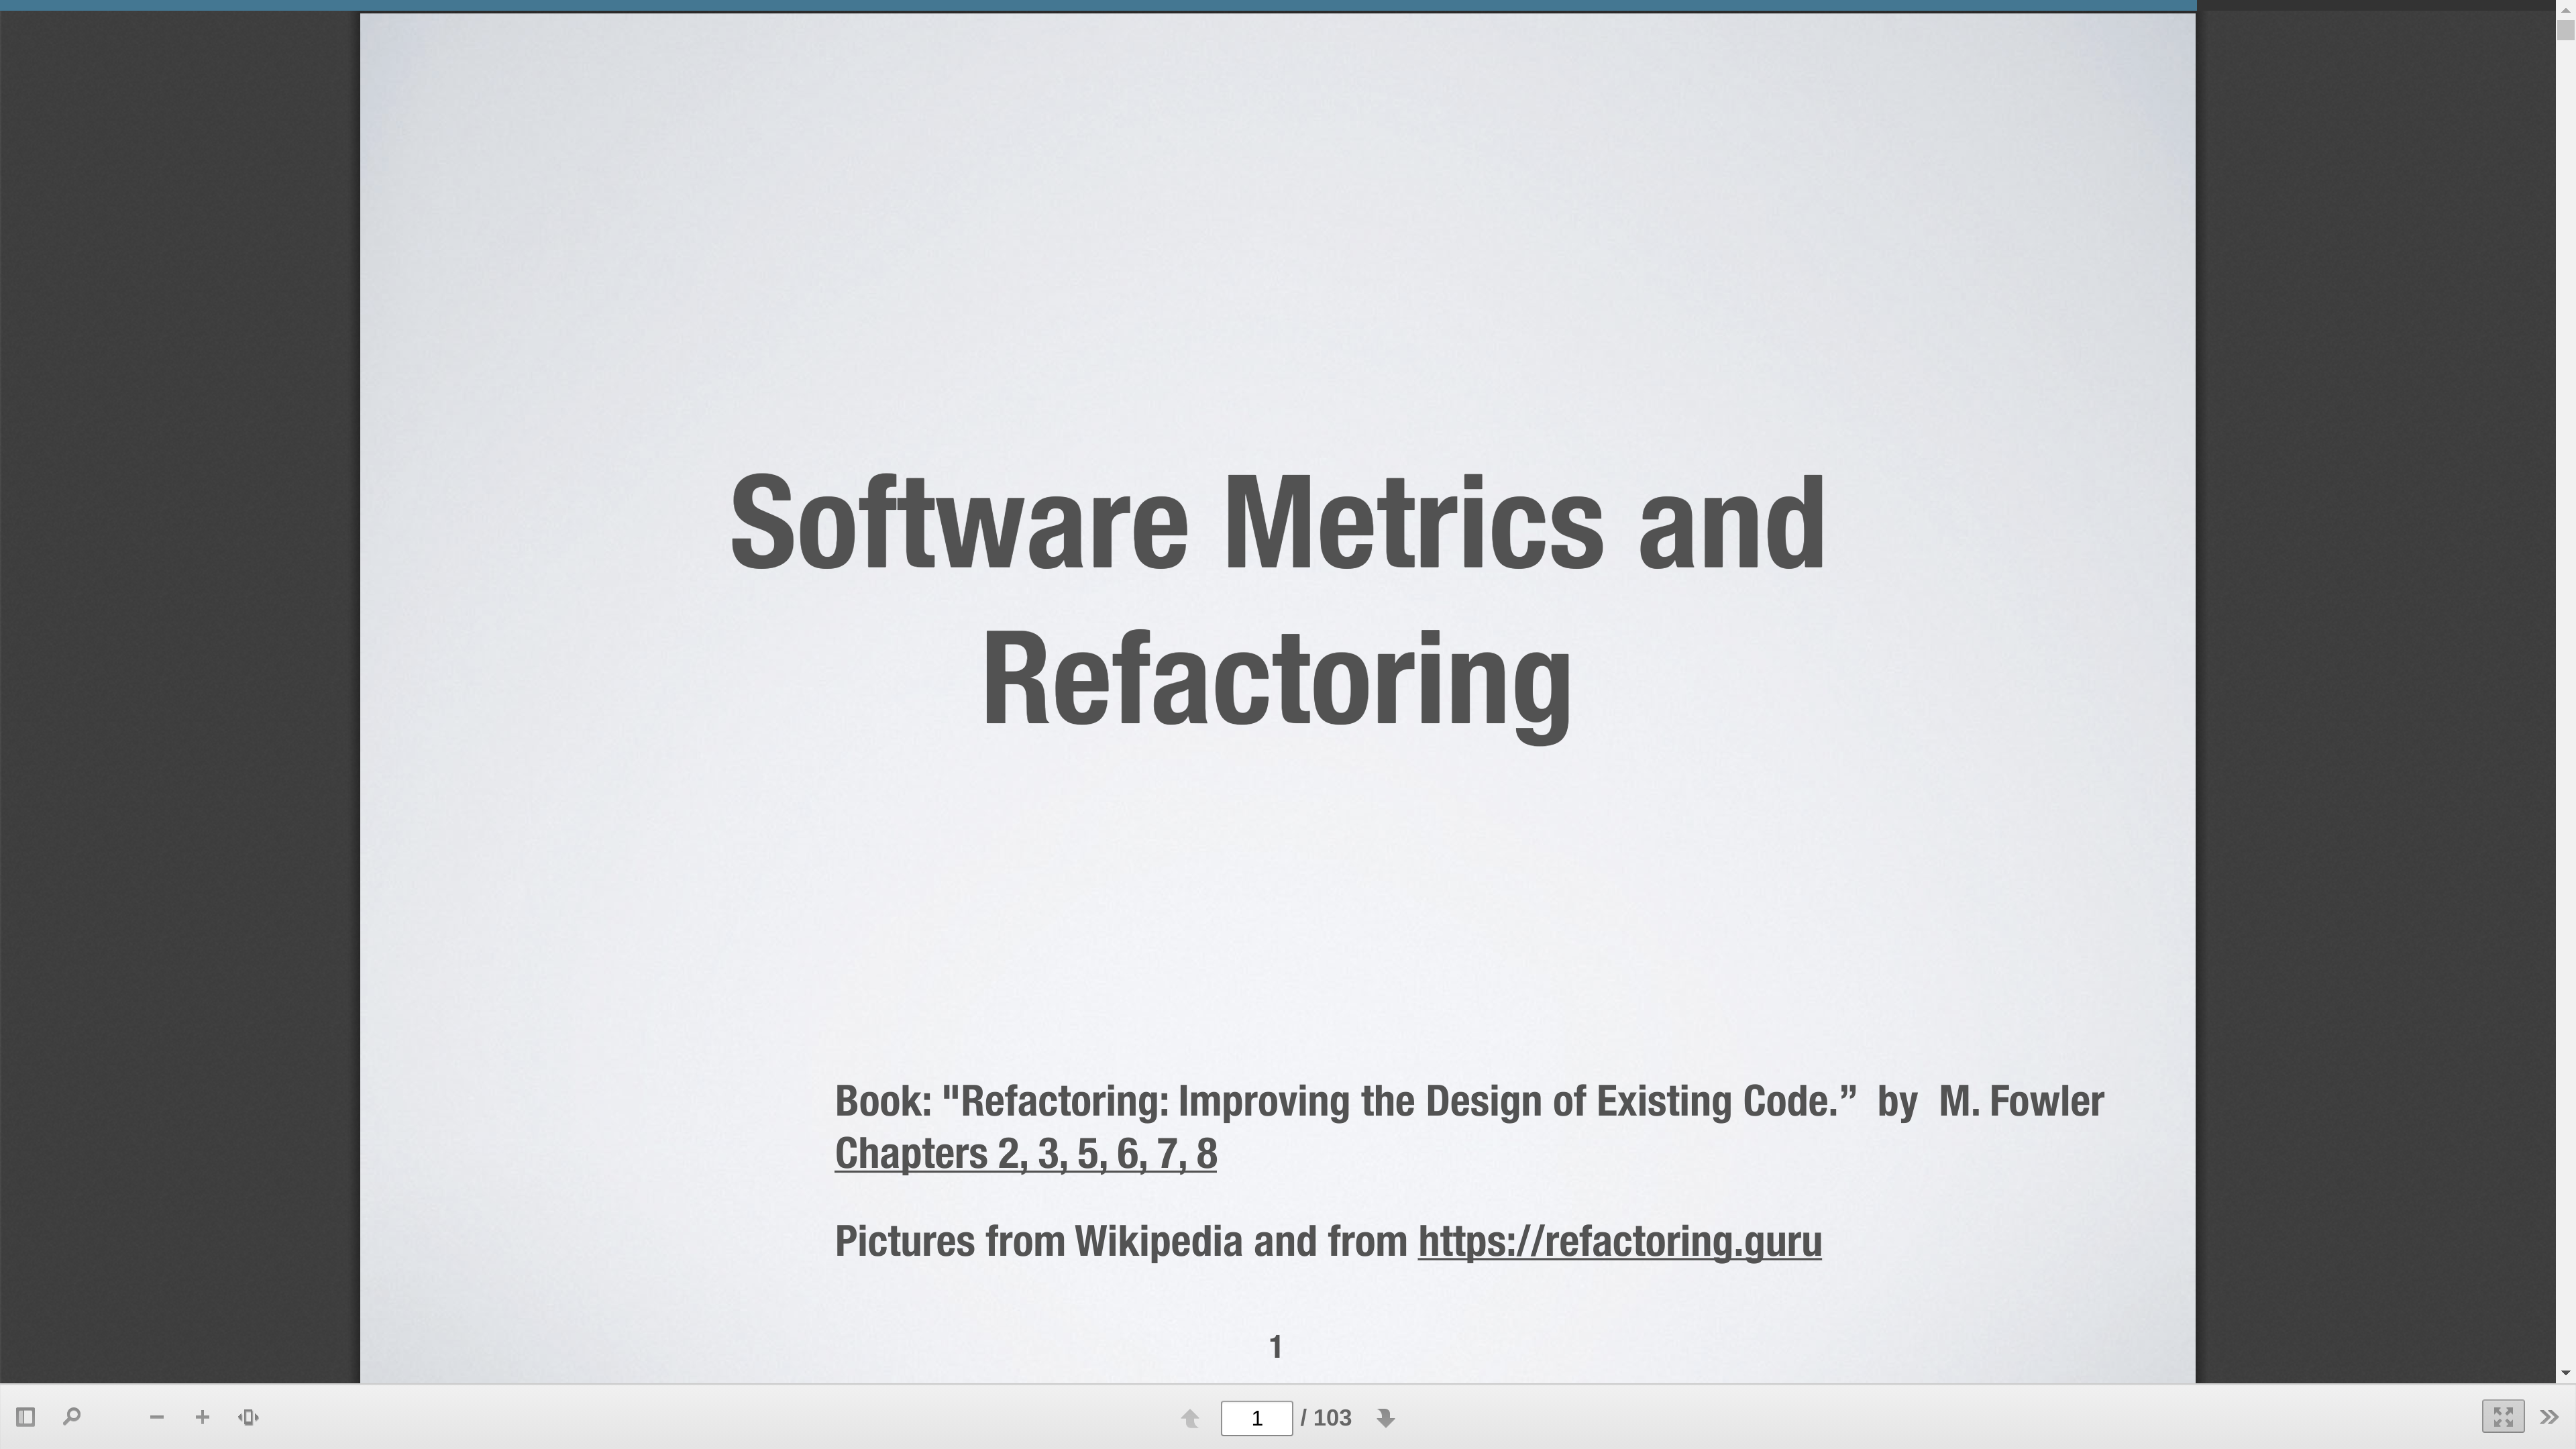 Software Metrics and
Refactoring
Book: "Refactoring: Improving the Design of Existing Code.”  by  M. Fowler
Chapters 2, 3, 5, 6, 7, 8
Pictures from Wikipedia and from https://refactoring.guru
1
1 / 103